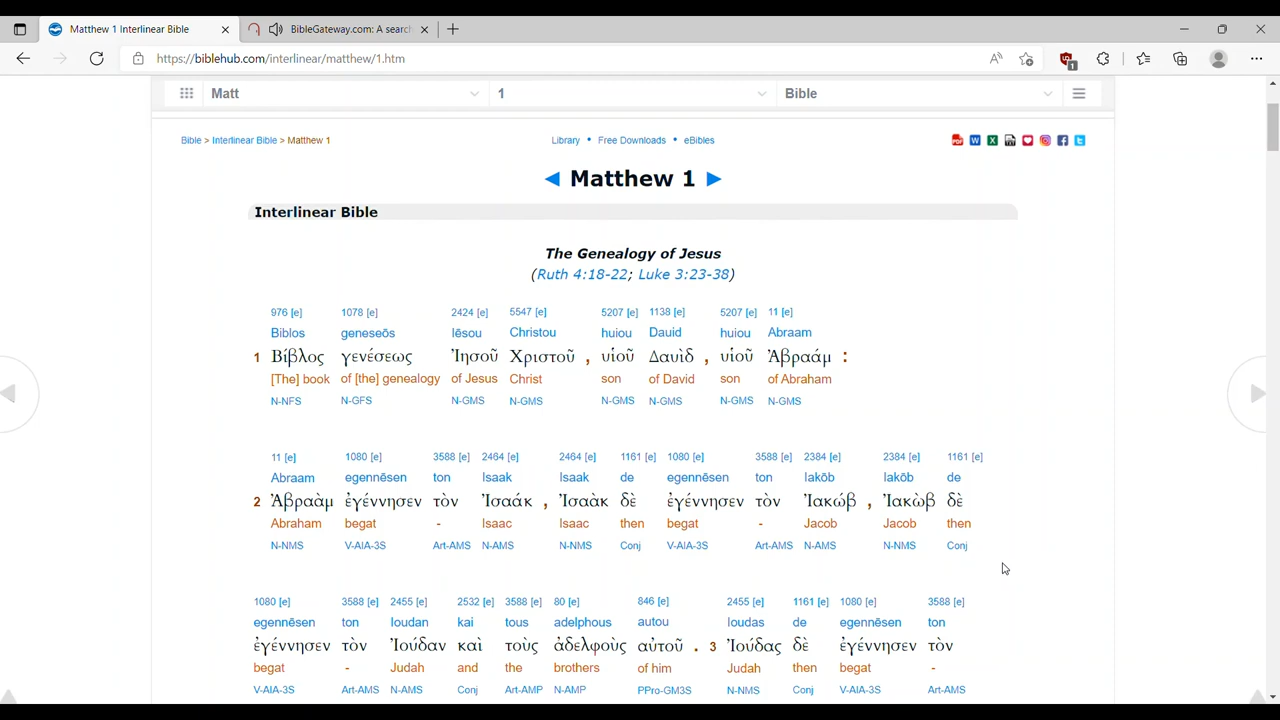 Matthew 1 Interlinear Bible
BibleGateway.com: A searc
https://biblehub.com/interlinear/matthew/1.htm
1
Matt 1 Bible
Bible > Interlinear Bible > Matthew 1
Library • Free Downloads • eBibles
◄ Matthew 1 ►
Interlinear Bible
The Genealogy of Jesus
(Ruth 4:18-22; Luke 3:23-38)
976 [e] 1078 [e] 2424 [e] 5547 [e] 5207 [e] 1138 [e] 5207 [e] 11 [e]
Biblos geneseōs Iēsou Christou huiou Dauid huiou Abraam
1 Βίβλος γενέσεως Ἰησοῦ Χριστοῦ , υἱοῦ Δαυὶδ , υἱοῦ Ἀβραάμ :
[The] book of [the] genealogy of Jesus Christ son of David son of Abraham
N-NFS N-GFS N-GMS N-GMS N-GMS N-GMS N-GMS N-GMS
11 [e] 1080 [e] 3588 [e] 2464 [e] 2464 [e] 1161 [e] 1080 [e] 3588 [e] 2384 [e] 2384 [e] 1161 [e]
Abraam egennēsen ton Isaak Isaak de egennēsen ton Iakōb Iakōb de
2 Ἀβραὰμ ἐγέννησεν τὸν Ἰσαάκ , Ἰσαὰκ δὲ ἐγέννησεν τὸν Ἰακώβ , Ἰακὼβ δὲ
Abraham begat - Isaac Isaac then begat - Jacob Jacob then
N-NMS V-AIA-3S Art-AMS N-AMS N-NMS Conj V-AIA-3S Art-AMS N-AMS N-NMS Conj
1080 [e] 3588 [e] 2455 [e] 2532 [e] 3588 [e] 80 [e] 846 [e] 2455 [e] 1161 [e] 1080 [e] 3588 [e]
egennēsen ton Ioudan kai tous adelphous autou Ioudas de egennēsen ton
ἐγέννησεν τὸν Ἰούδαν καὶ τοὺς ἀδελφοὺς αὐτοῦ . 3 Ἰούδας δὲ ἐγέννησεν τὸν
begat - Judah and the brothers of him Judah then begat -
V-AIA-3S Art-AMS N-AMS Conj Art-AMP N-AMP PPro-GM3S N-NMS Conj V-AIA-3S Art-AMS